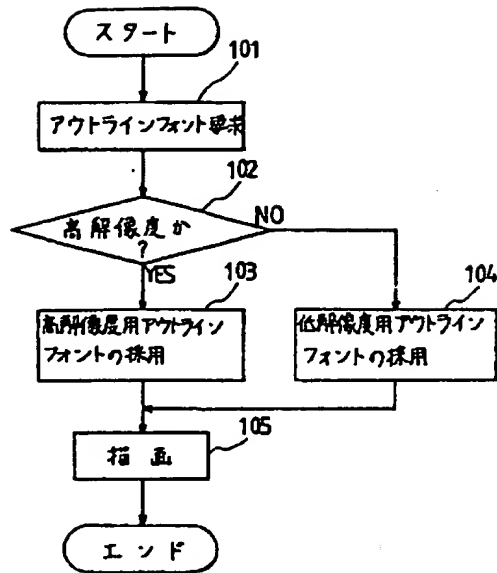 スタート
101
アウトラインフォント要求
102
高解像度か
?
NO
YES
103
高解像度用アウトライン
フォントの採用
104
低解像度用アウトライン
フォントの採用
105
描画
エンド